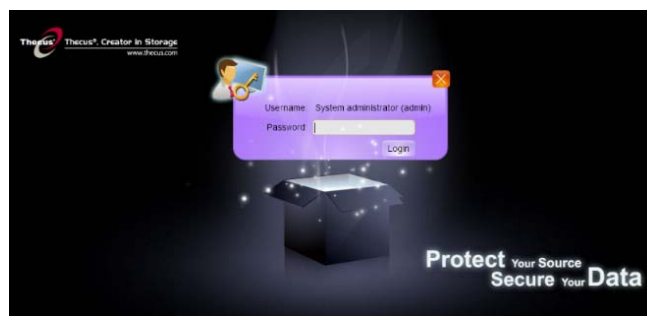 Thecus Thecus®, Creator in Storage
www.thecus.com
Username: System administrator (admin)
Password:
Login
Protect Your Source
Secure Your Data